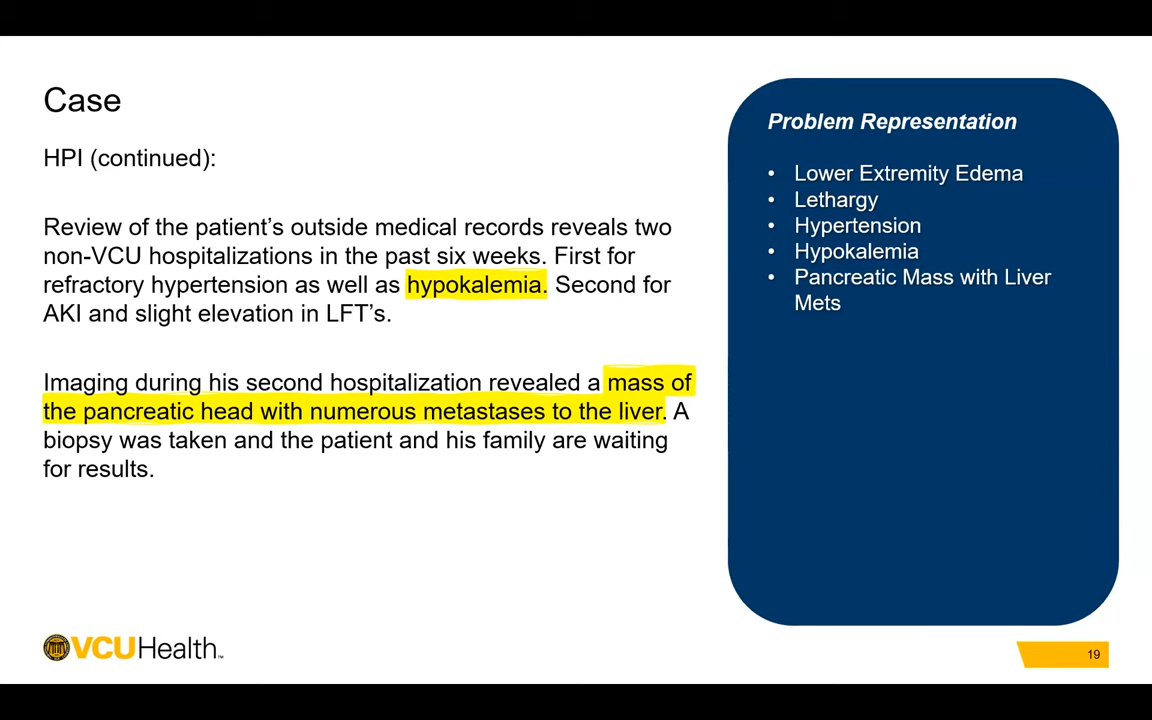 Case
HPI (continued):
Review of the patient’s outside medical records reveals two
non-VCU hospitalizations in the past six weeks. First for
refractory hypertension as well as hypokalemia. Second for
AKI and slight elevation in LFT’s.
Imaging during his second hospitalization revealed a mass of
the pancreatic head with numerous metastases to the liver. A
biopsy was taken and the patient and his family are waiting
for results.
Problem Representation
• Lower Extremity Edema
• Lethargy
• Hypertension
• Hypokalemia
• Pancreatic Mass with Liver
Mets
VCUHealth™
19